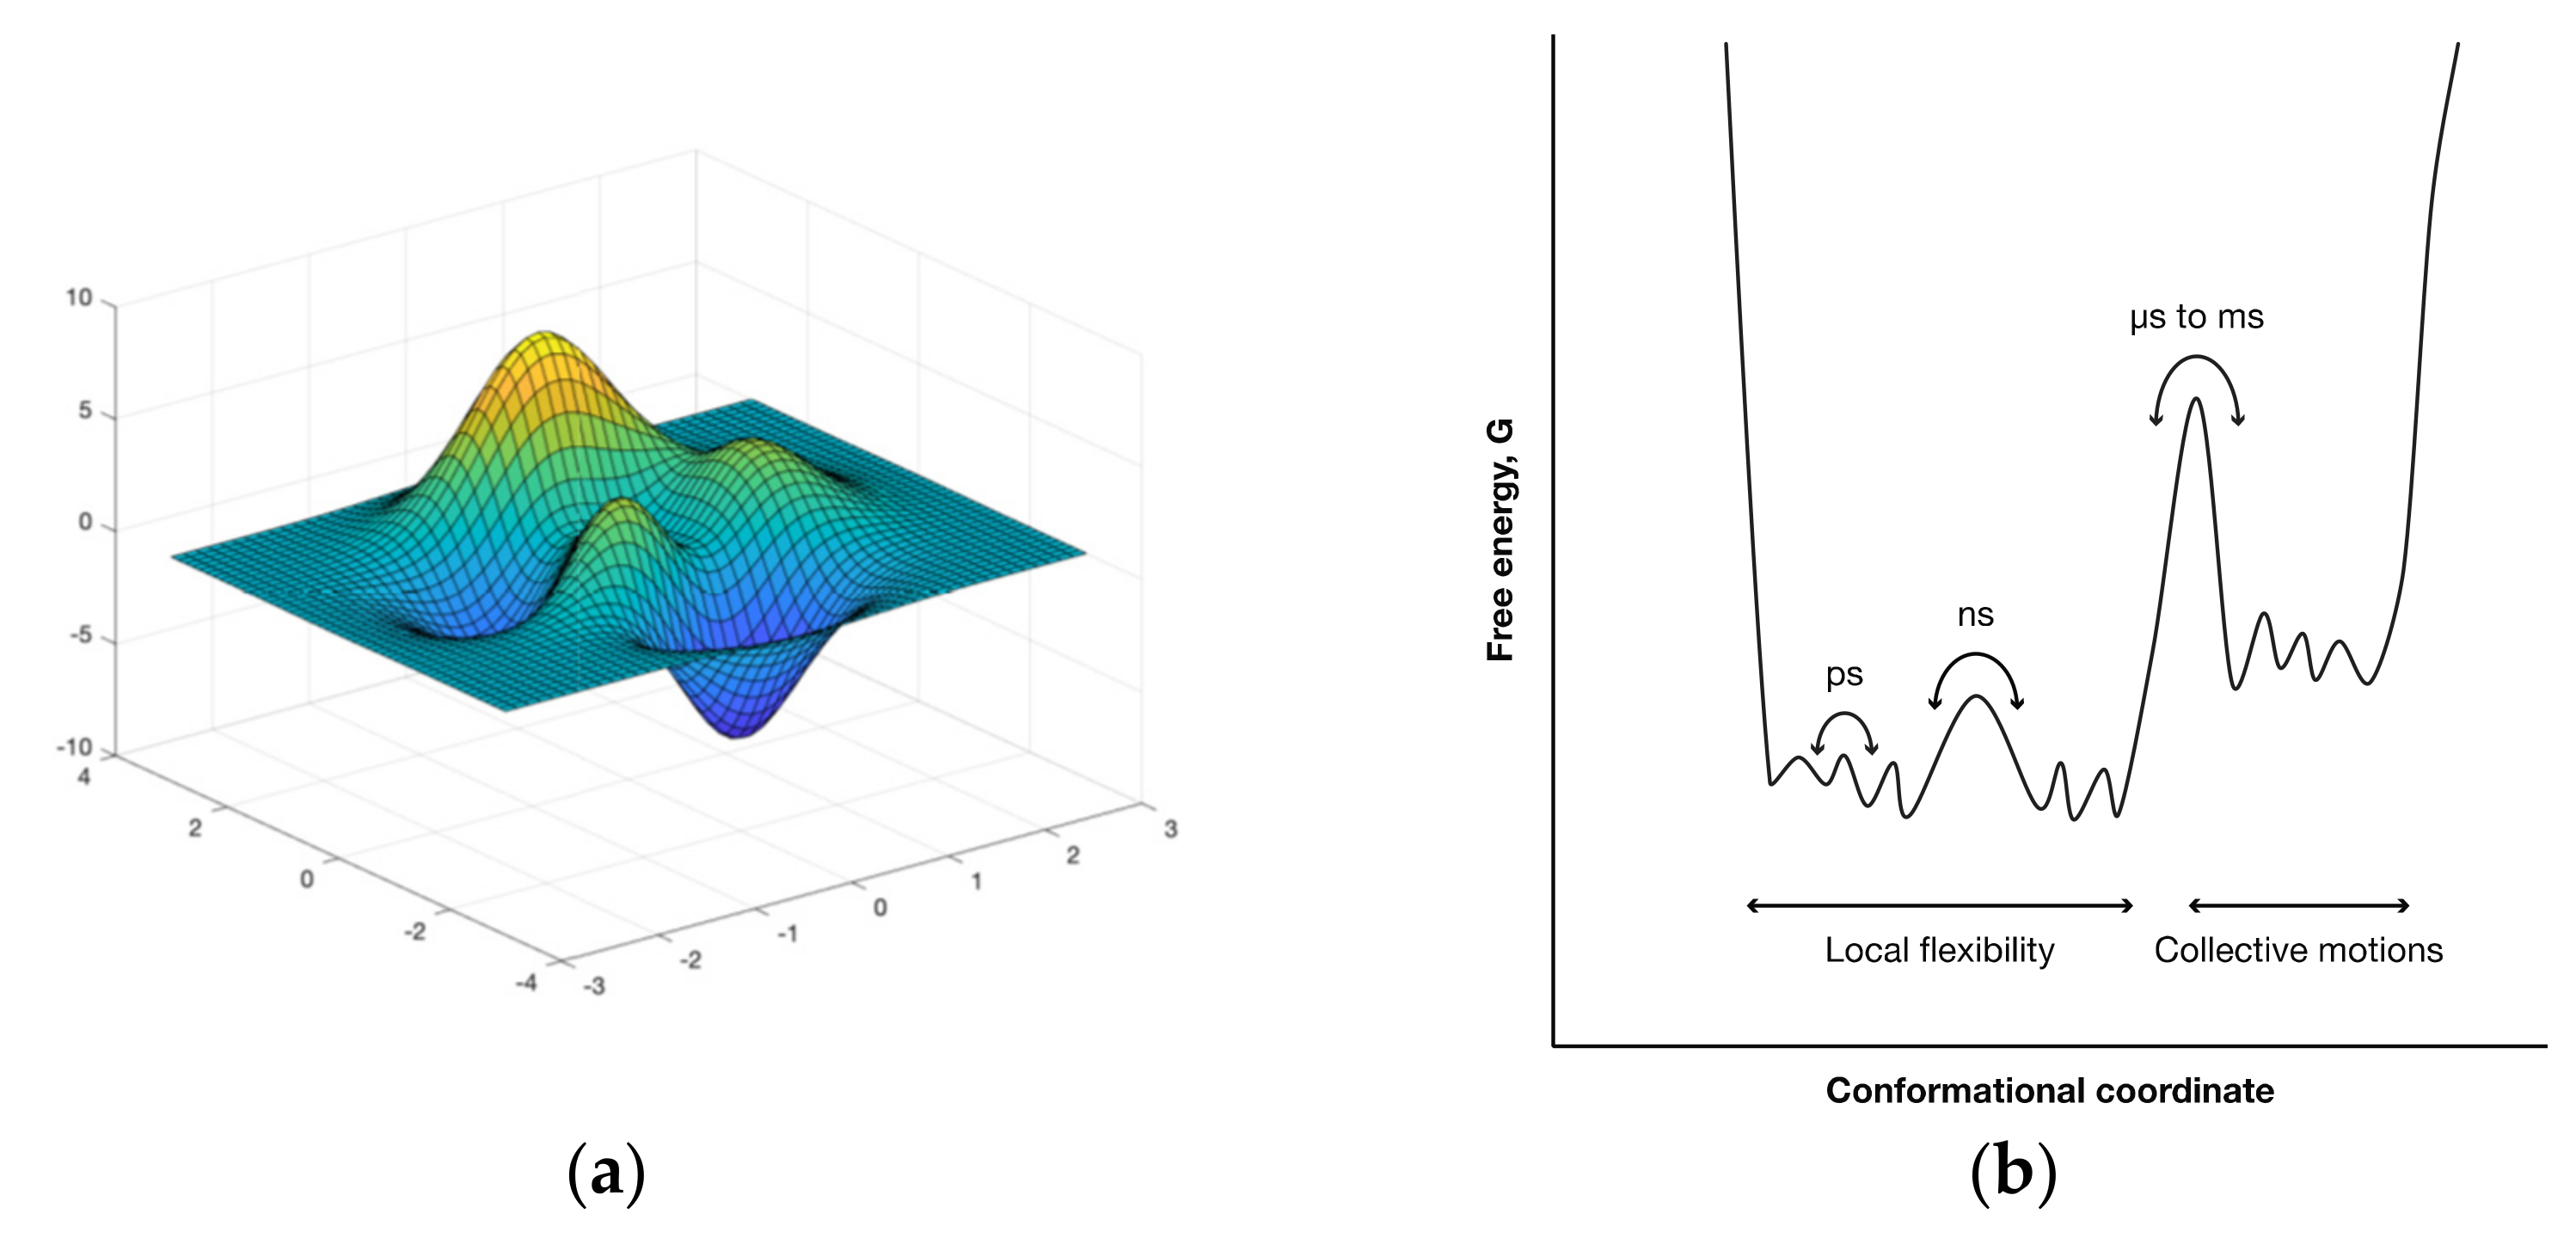 10
5
0
-5
-10
4
2
0
-2
-4
-3
-2
-1
0
1
2
3
(a)
Free energy, G
µs to ms
ns
ps
Local flexibility
Collective motions
Conformational coordinate
(b)